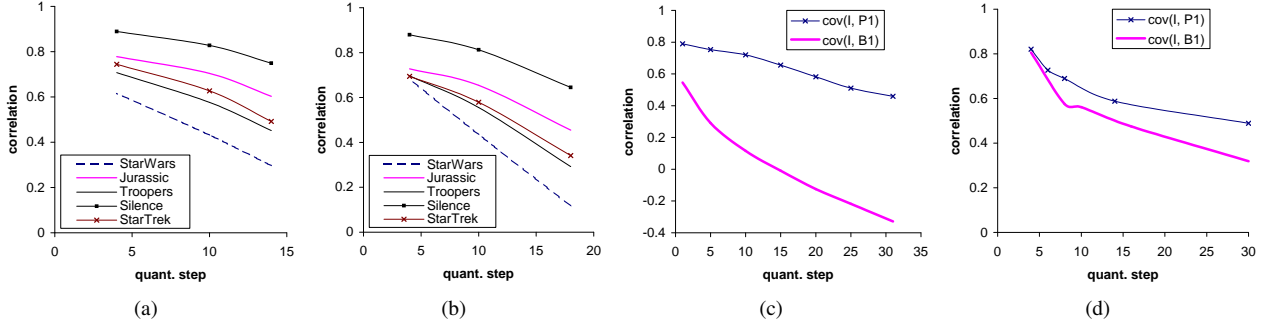 1
0.8
0.6
0.4
0.2
0
correlation
StarWars
Jurassic
Troopers
Silence
StarTrek
0 5 10 15
quant. step
(a)
1
0.8
0.6
0.4
0.2
0
correlation
StarWars
Jurassic
Troopers
Silence
StarTrek
0 5 10 15 20
quant. step
(b)
1
0.8
0.6
0.4
0.2
0
-0.2
-0.4
correlation
cov(I, P1)
cov(I, B1)
0 5 10 15 20 25 30 35
quant. step
(c)
1
0.8
0.6
0.4
0.2
0
correlation
cov(I, P1)
cov(I, B1)
0 5 10 15 20 25 30
quant. step
(d)